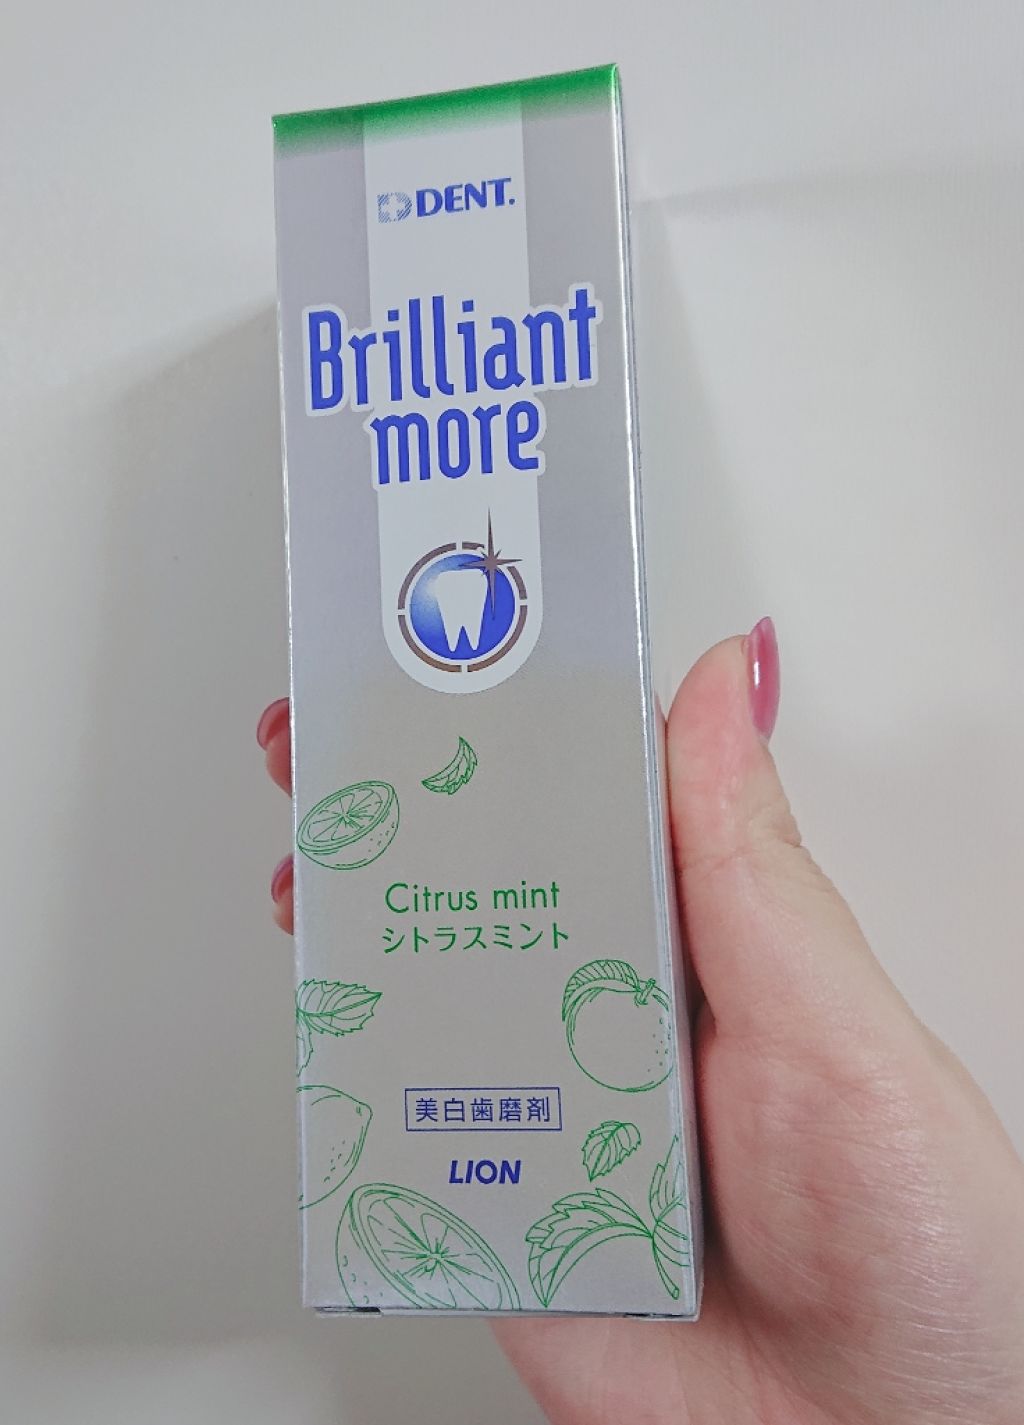 DENT.
Brilliant
more
Citrus mint
シトラスミント
美白歯磨剤
LION